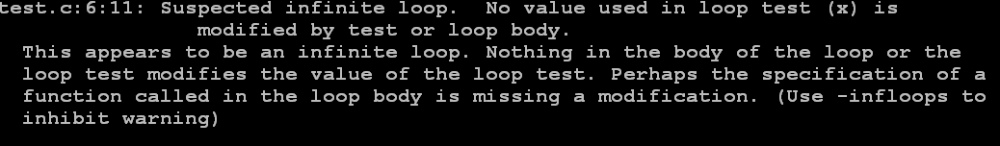 test.c:6:11: Suspected infinite loop.  No value used in loop test (x) is
modified by test or loop body.
This appears to be an infinite loop. Nothing in the body of the loop or the
loop test modifies the value of the loop test. Perhaps the specification of a
function called in the loop body is missing a modification. (Use -infloops to
inhibit warning)